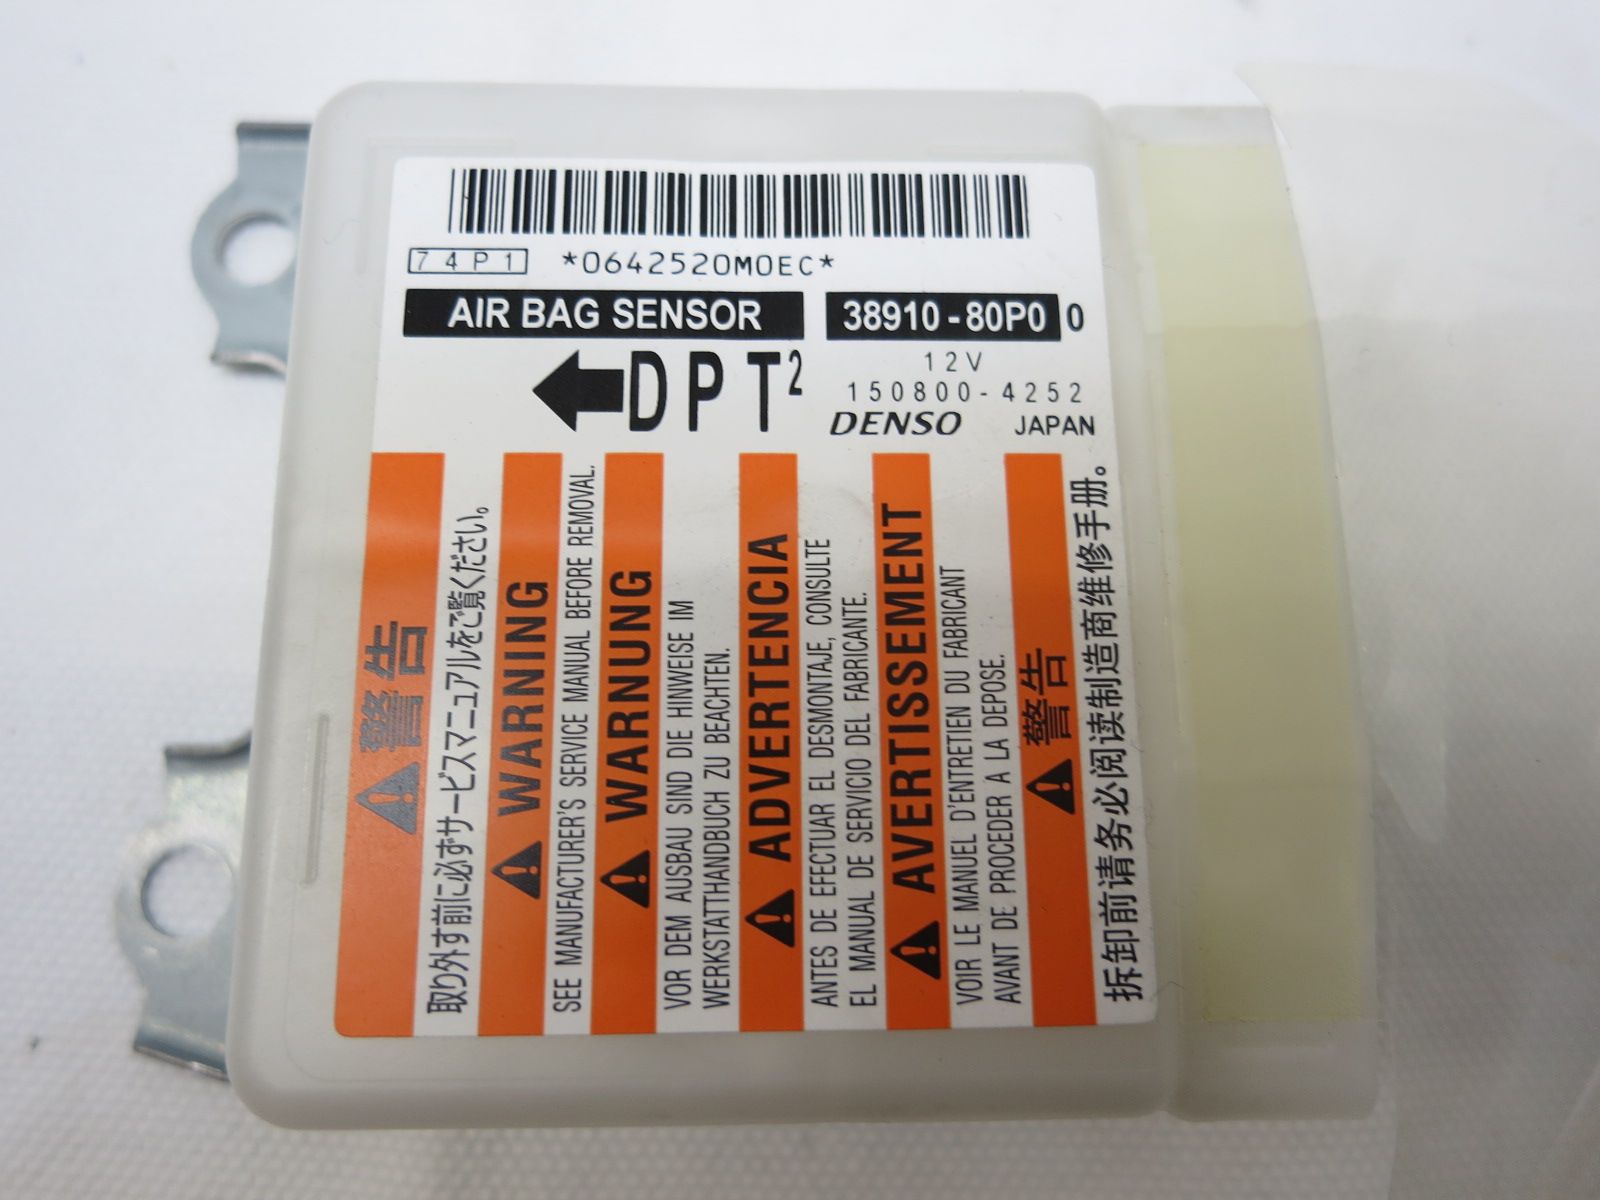 74P1 *0642520M0EC*
AIR BAG SENSOR 38910-80P0 0
DPT2 12V
150800-4252
DENSO JAPAN
警告
取り外す前に必ずサービスマニュアルをご覧ください。
WARNING
SEE MANUFACTURER'S SERVICE MANUAL BEFORE REMOVAL.
WARNUNG
VOR DEM AUSBAU SIND DIE HINWEISE IM
WERKSTATTHANDBUCH ZU BEACHTEN.
ADVERTENCIA
ANTES DE EFECTUAR EL DESMONTAJE, CONSULTE
EL MANUAL DE SERVICIO DEL FABRICANTE.
AVERTISSEMENT
VOIR LE MANUEL D'ENTRETIEN DU FABRICANT
AVANT DE PROCEDER A LA DEPOSE.
警告
拆卸前请务必阅读制造商维修手册。